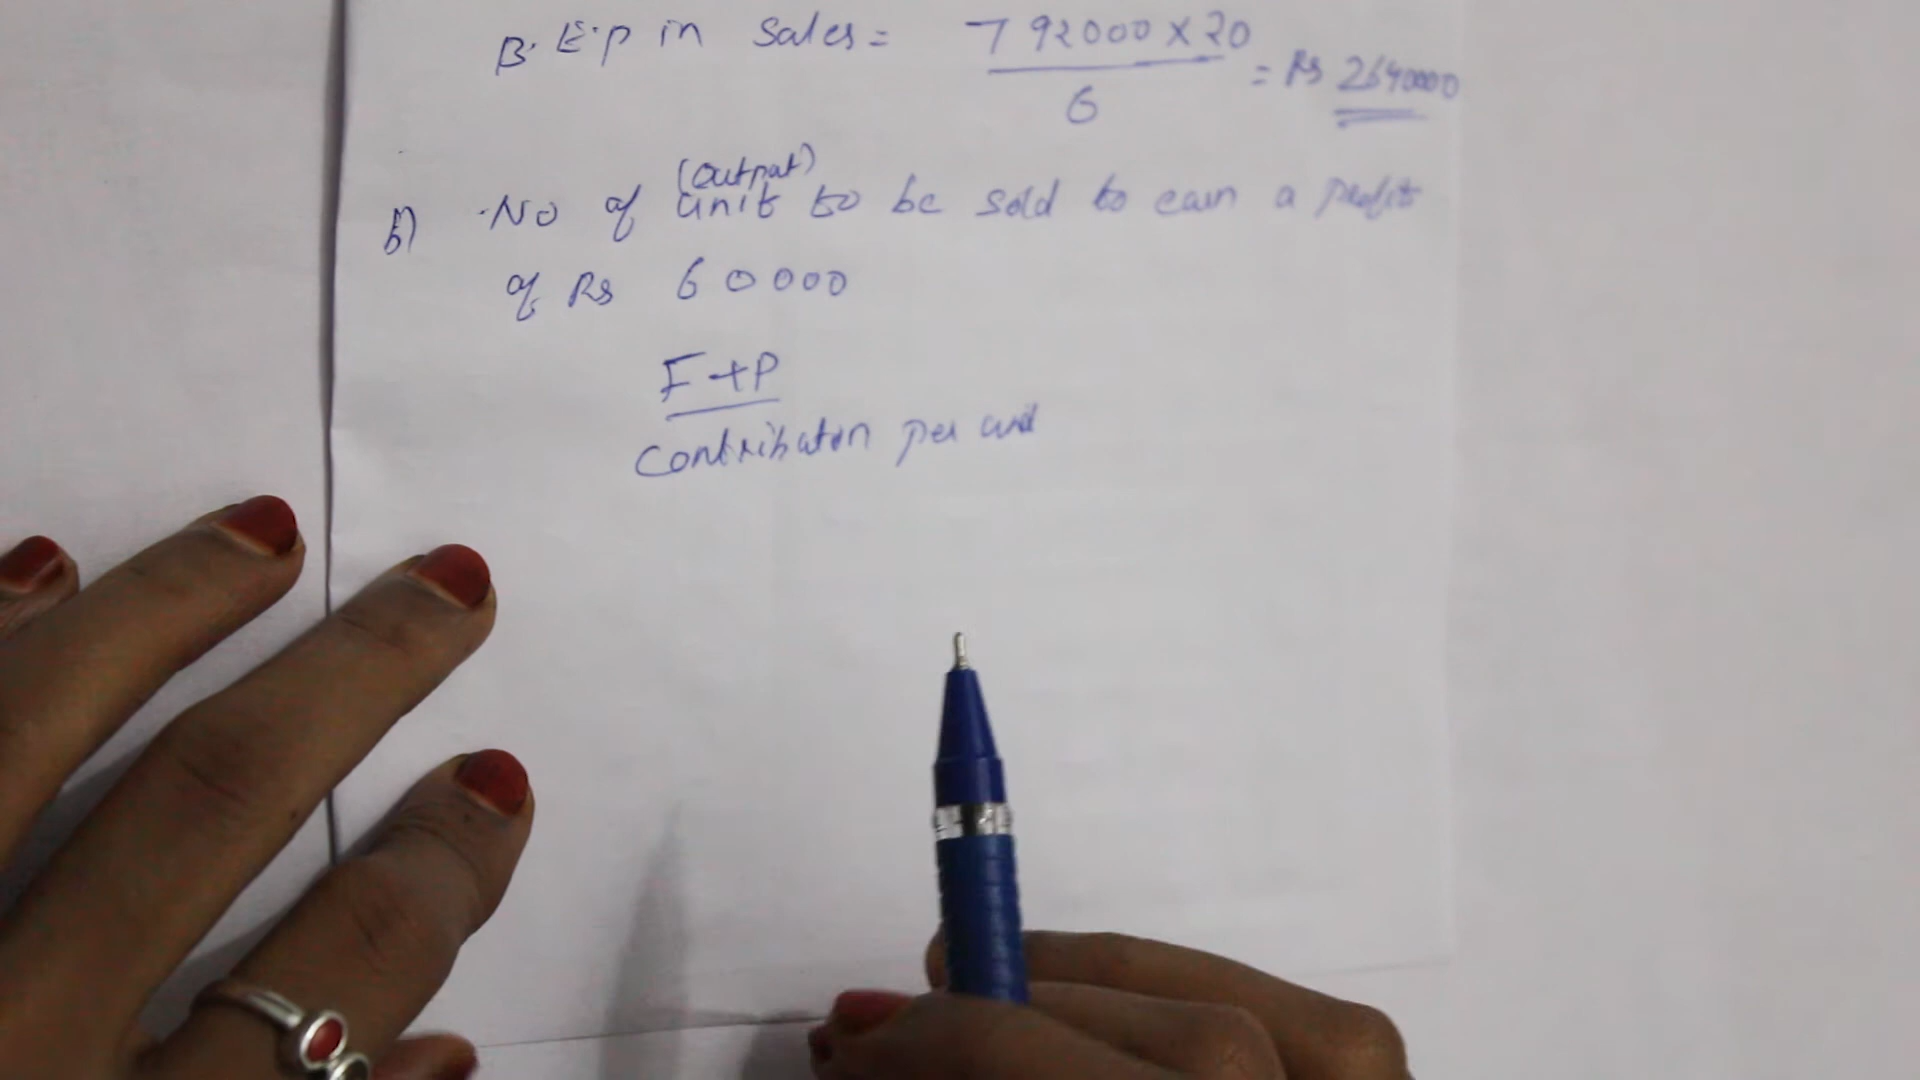 B.E.P in Sales = 792000 x 20
6
= Rs 2640000
b) No of (output) unit to be sold to earn a profit
of Rs 60000
F+P
contribution per unit